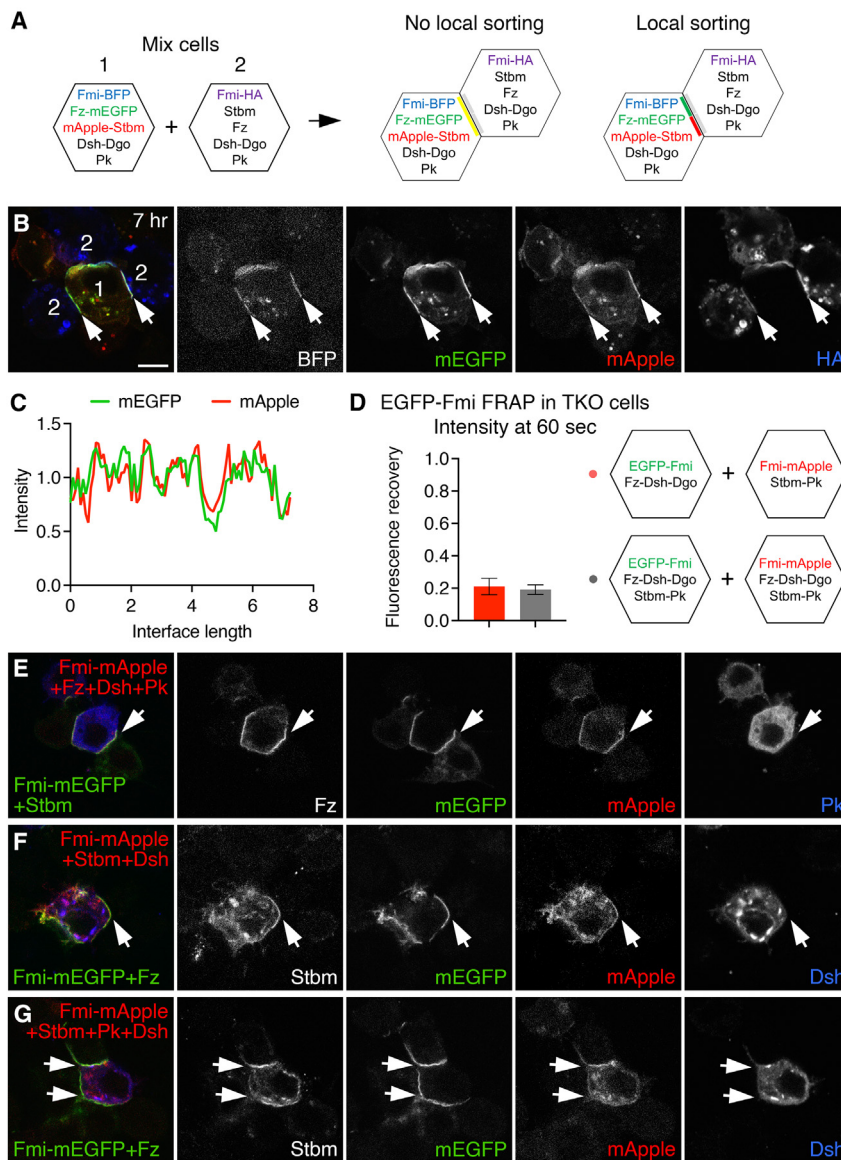 A
Mix cells
1
2
Fmi-BFP
Fz-mEGFP
mApple-Stbm
Dsh-Dgo
Pk
+
Fmi-HA
Stbm
Fz
Dsh-Dgo
Pk
No local sorting
Fmi-HA
Stbm
Fz
Dsh-Dgo
Pk
Fmi-BFP
Fz-mEGFP
mApple-Stbm
Dsh-Dgo
Pk
Local sorting
Fmi-HA
Stbm
Fz
Dsh-Dgo
Pk
Fmi-BFP
Fz-mEGFP
mApple-Stbm
Dsh-Dgo
Pk
B
7 hr
2
1
2
2
BFP
mEGFP
mApple
HA
C
mEGFP
mApple
Intensity
1.5
1.0
0.5
0.0
0
2
4
6
8
Interface length
D
EGFP-Fmi FRAP in TKO cells
Intensity at 60 sec
Fluorescence recovery
1.0
0.8
0.6
0.4
0.2
0.0
EGFP-Fmi
Fz-Dsh-Dgo
+
Fmi-mApple
Stbm-Pk
EGFP-Fmi
Fz-Dsh-Dgo
Stbm-Pk
+
Fmi-mApple
Fz-Dsh-Dgo
Stbm-Pk
E
Fmi-mApple
+Fz+Dsh+Pk
Fmi-mEGFP
+Stbm
Fz
mEGFP
mApple
Pk
F
Fmi-mApple
+Stbm+Dsh
Fmi-mEGFP+Fz
Stbm
mEGFP
mApple
Dsh
G
Fmi-mApple
+Stbm+Pk+Dsh
Fmi-mEGFP+Fz
Stbm
mEGFP
mApple
Dsh